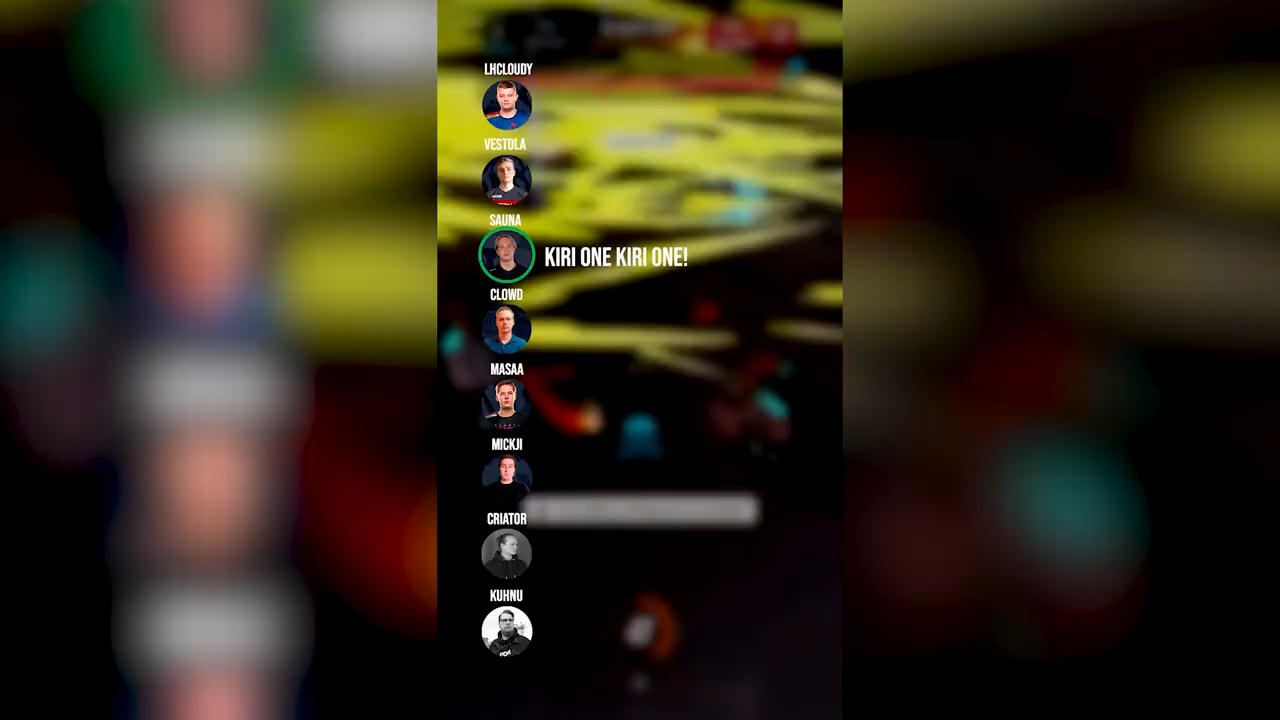 LHCLOUDY
VESTOLA
SAUNA
KIRI ONE KIRI ONE!
CLOWD
MASAA
MICKJI
CRIATOR
KUHNU